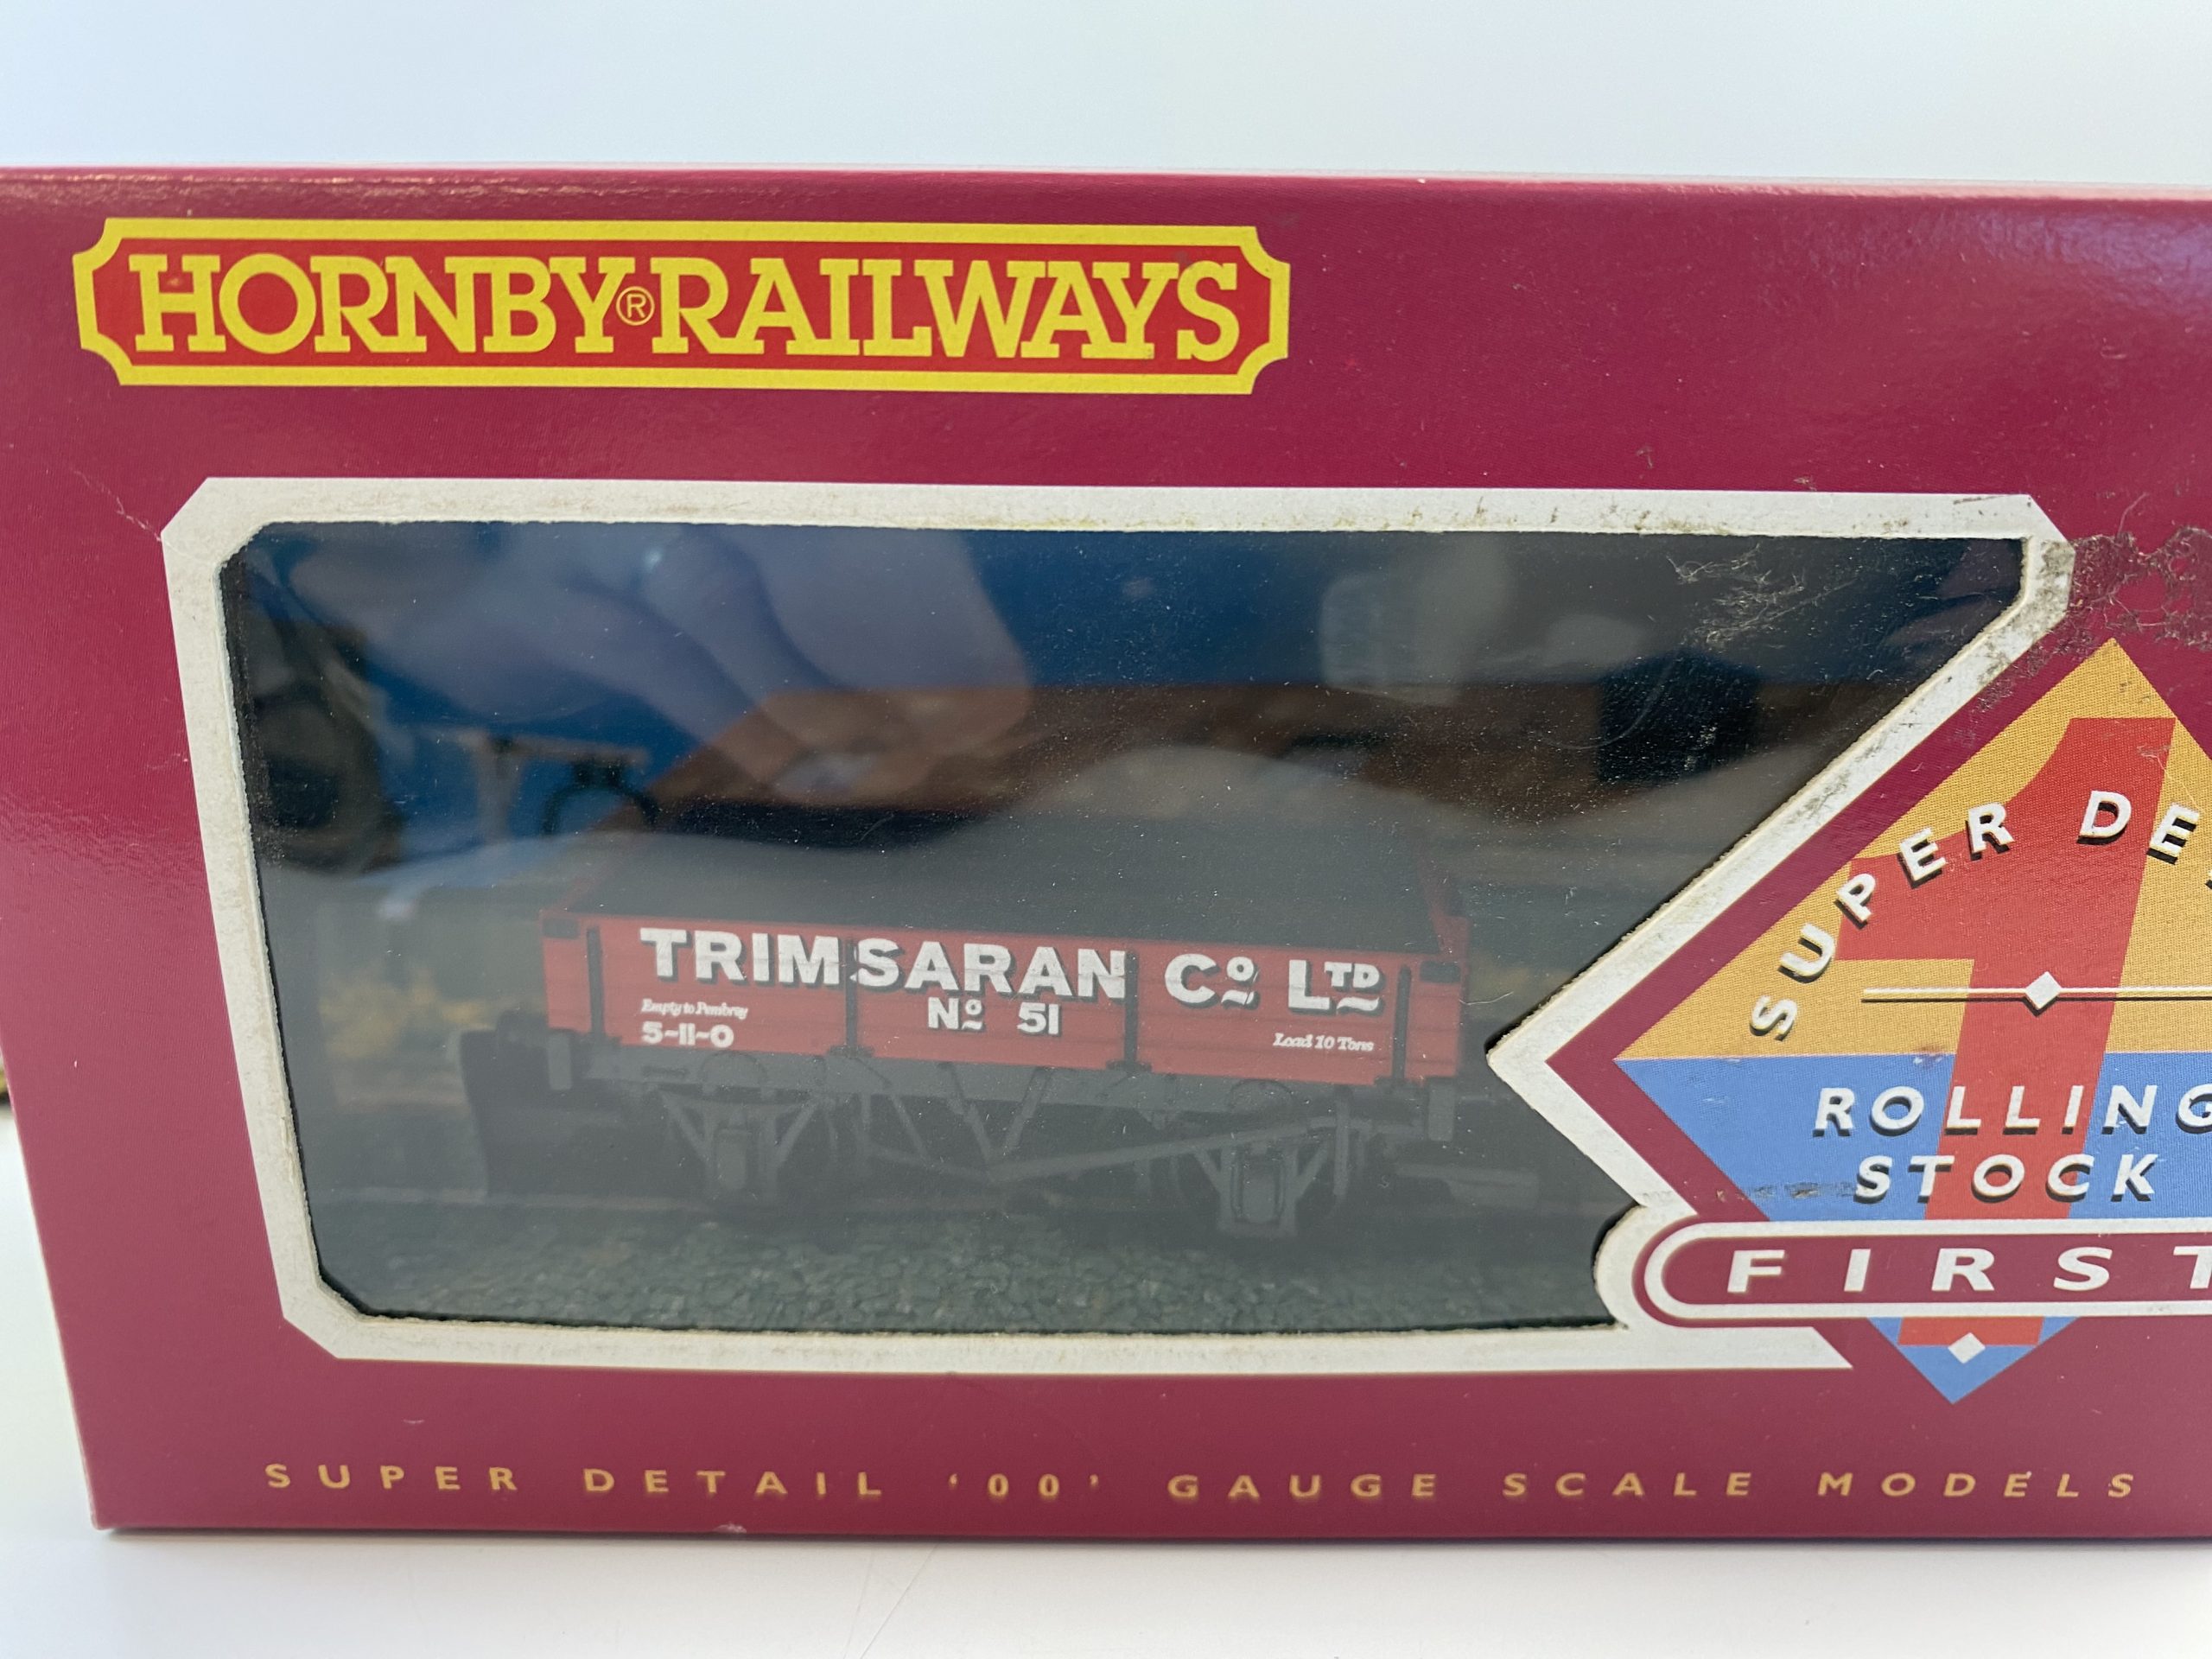 HORNBY®RAILWAYS
TRIMSARAN Cº LTD
Nº 51
Empty to Pembrey
5-11-0
Load 10 Tons
SUPER DE
1
ROLLING
STOCK
FIRST
SUPER DETAIL '00' GAUGE SCALE MODELS